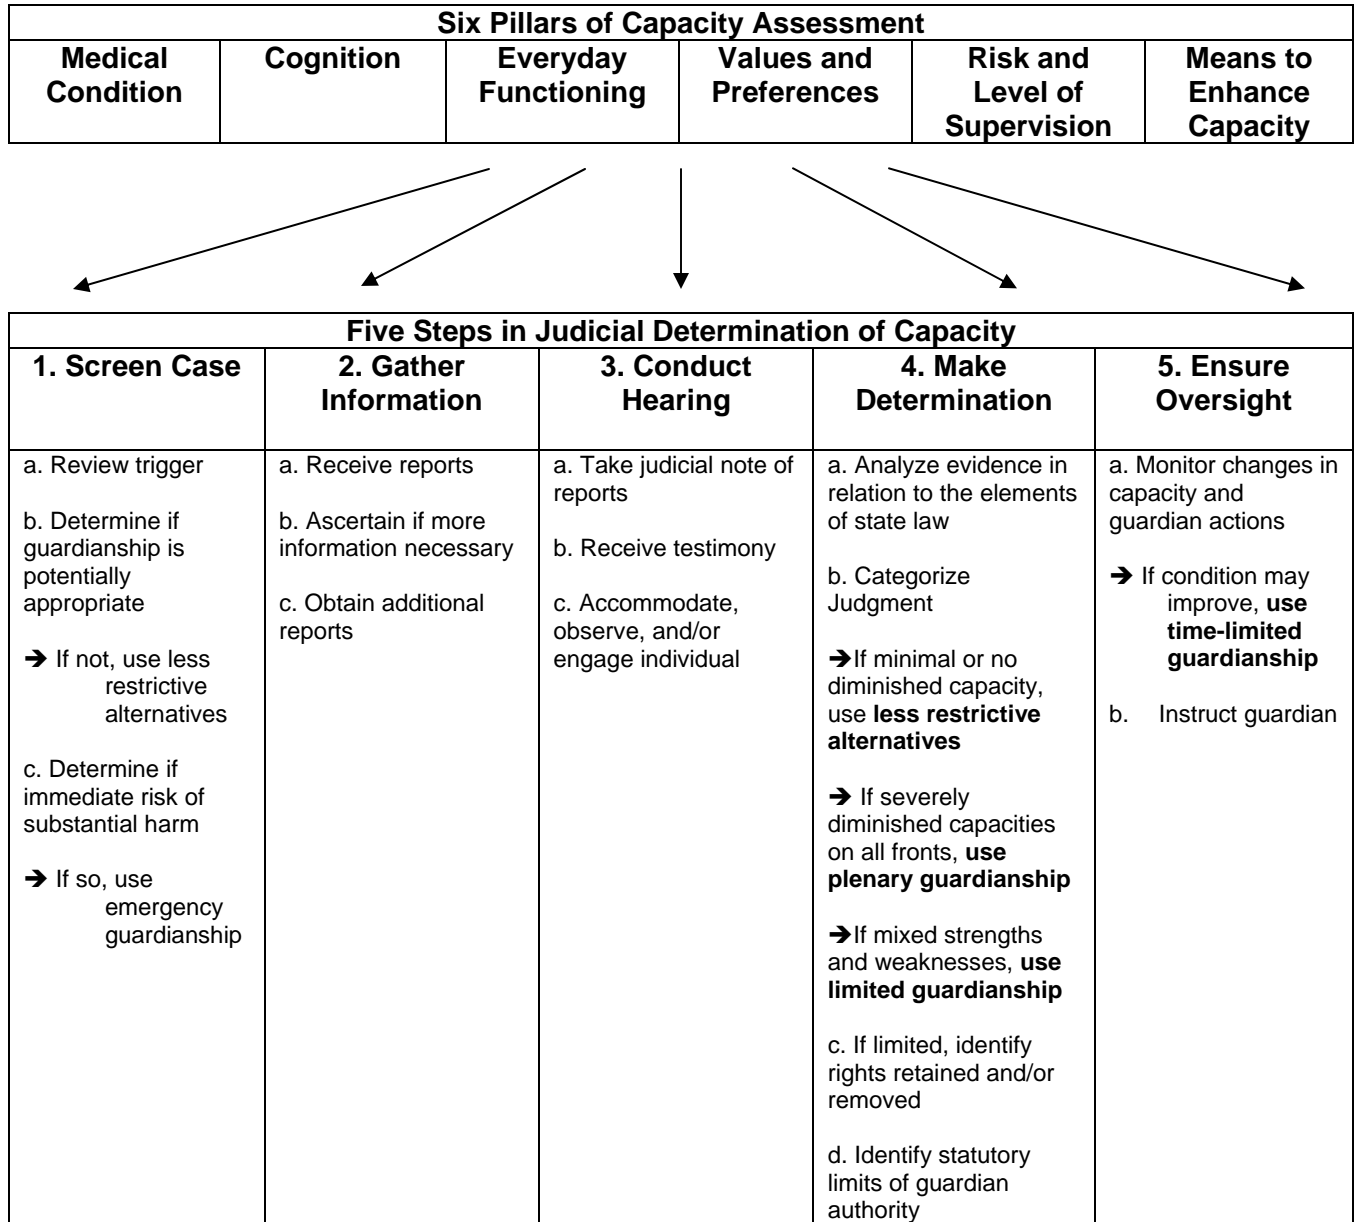 Six Pillars of Capacity Assessment
Medical
Condition
Cognition
Everyday
Functioning
Values and
Preferences
Risk and
Level of
Supervision
Means to
Enhance
Capacity
Five Steps in Judicial Determination of Capacity
1. Screen Case
2. Gather
Information
3. Conduct
Hearing
4. Make
Determination
5. Ensure
Oversight
a. Review trigger
b. Determine if
guardianship is
potentially
appropriate
➔ If not, use less
restrictive
alternatives
c. Determine if
immediate risk of
substantial harm
➔ If so, use
emergency
guardianship
a. Receive reports
b. Ascertain if more
information necessary
c. Obtain additional
reports
a. Take judicial note of
reports
b. Receive testimony
c. Accommodate,
observe, and/or
engage individual
a. Analyze evidence in
relation to the elements
of state law
b. Categorize
Judgment
➔If minimal or no
diminished capacity,
use less restrictive
alternatives
➔ If severely
diminished capacities
on all fronts, use
plenary guardianship
➔If mixed strengths
and weaknesses, use
limited guardianship
c. If limited, identify
rights retained and/or
removed
d. Identify statutory
limits of guardian
authority
a. Monitor changes in
capacity and
guardian actions
➔ If condition may
improve, use
time-limited
guardianship
b. Instruct guardian